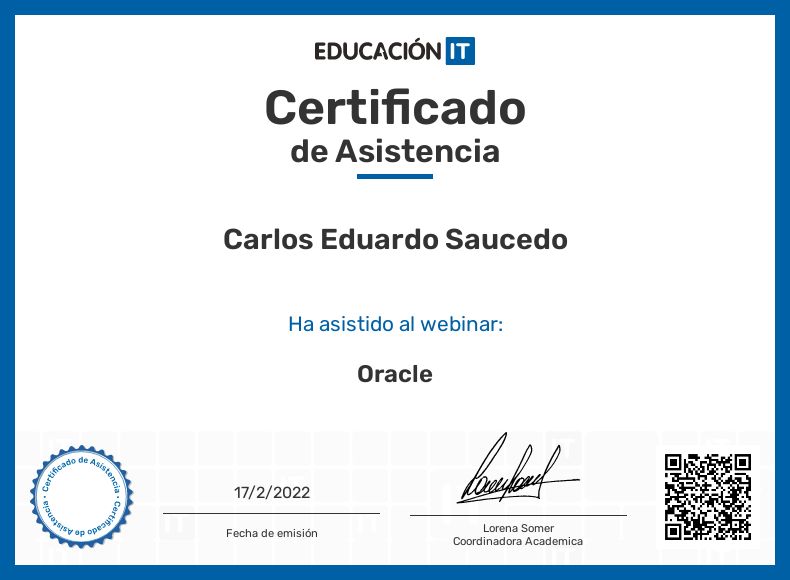 EDUCACIÓN IT
Certificado
de Asistencia
Carlos Eduardo Saucedo
Ha asistido al webinar:
Oracle
Certificado de Asistencia · Certificado de Asistencia ·
17/2/2022
Fecha de emisión
Lorena Somer
Coordinadora Academica